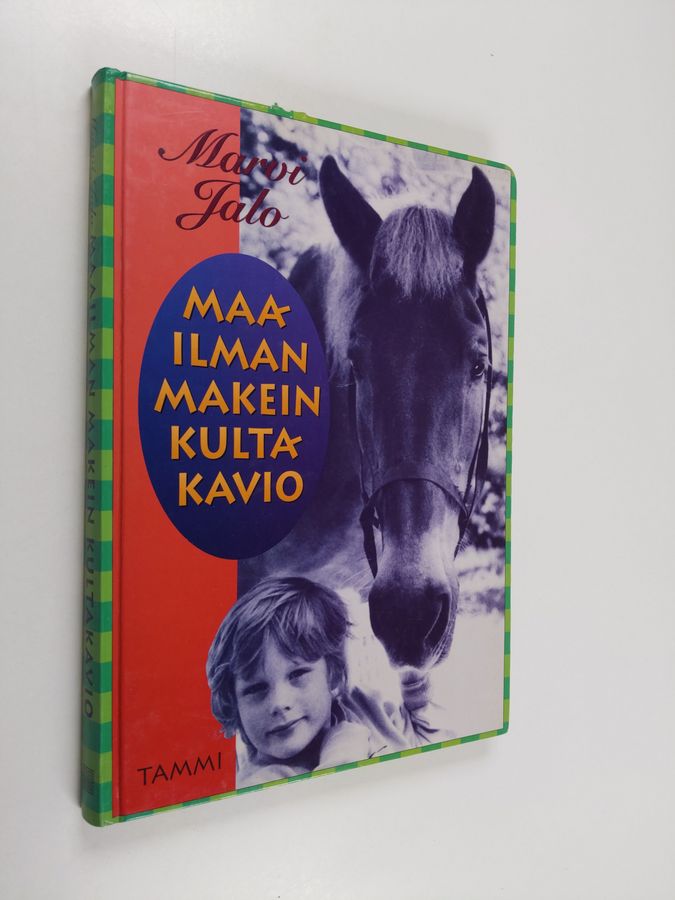 Marvi
Jalo
MAA
ILMAN
MAKEIN
KULTA
KAVIO
TAMMI
MAAILMAN MAKEIN KULTAKAVIO